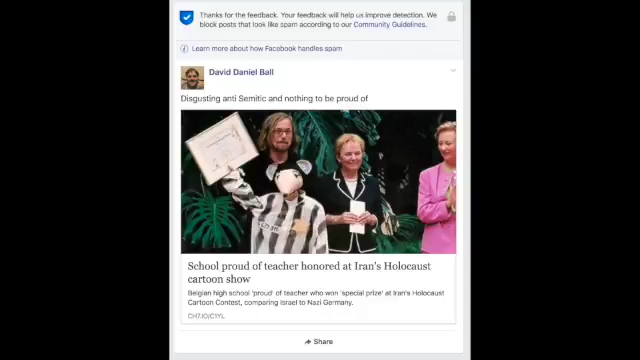 Thanks for the feedback. Your feedback will help us improve detection. We
block posts that look like spam according to our Community Guidelines.
Learn more about how Facebook handles spam
David Daniel Ball
Disgusting anti Semitic and nothing to be proud of
School proud of teacher honored at Iran's Holocaust
cartoon show
Belgian high school 'proud' of teacher who won 'special prize' at Iran's Holocaust
Cartoon Contest, comparing Israel to Nazi Germany.
CH7.IO/C1YL
Share